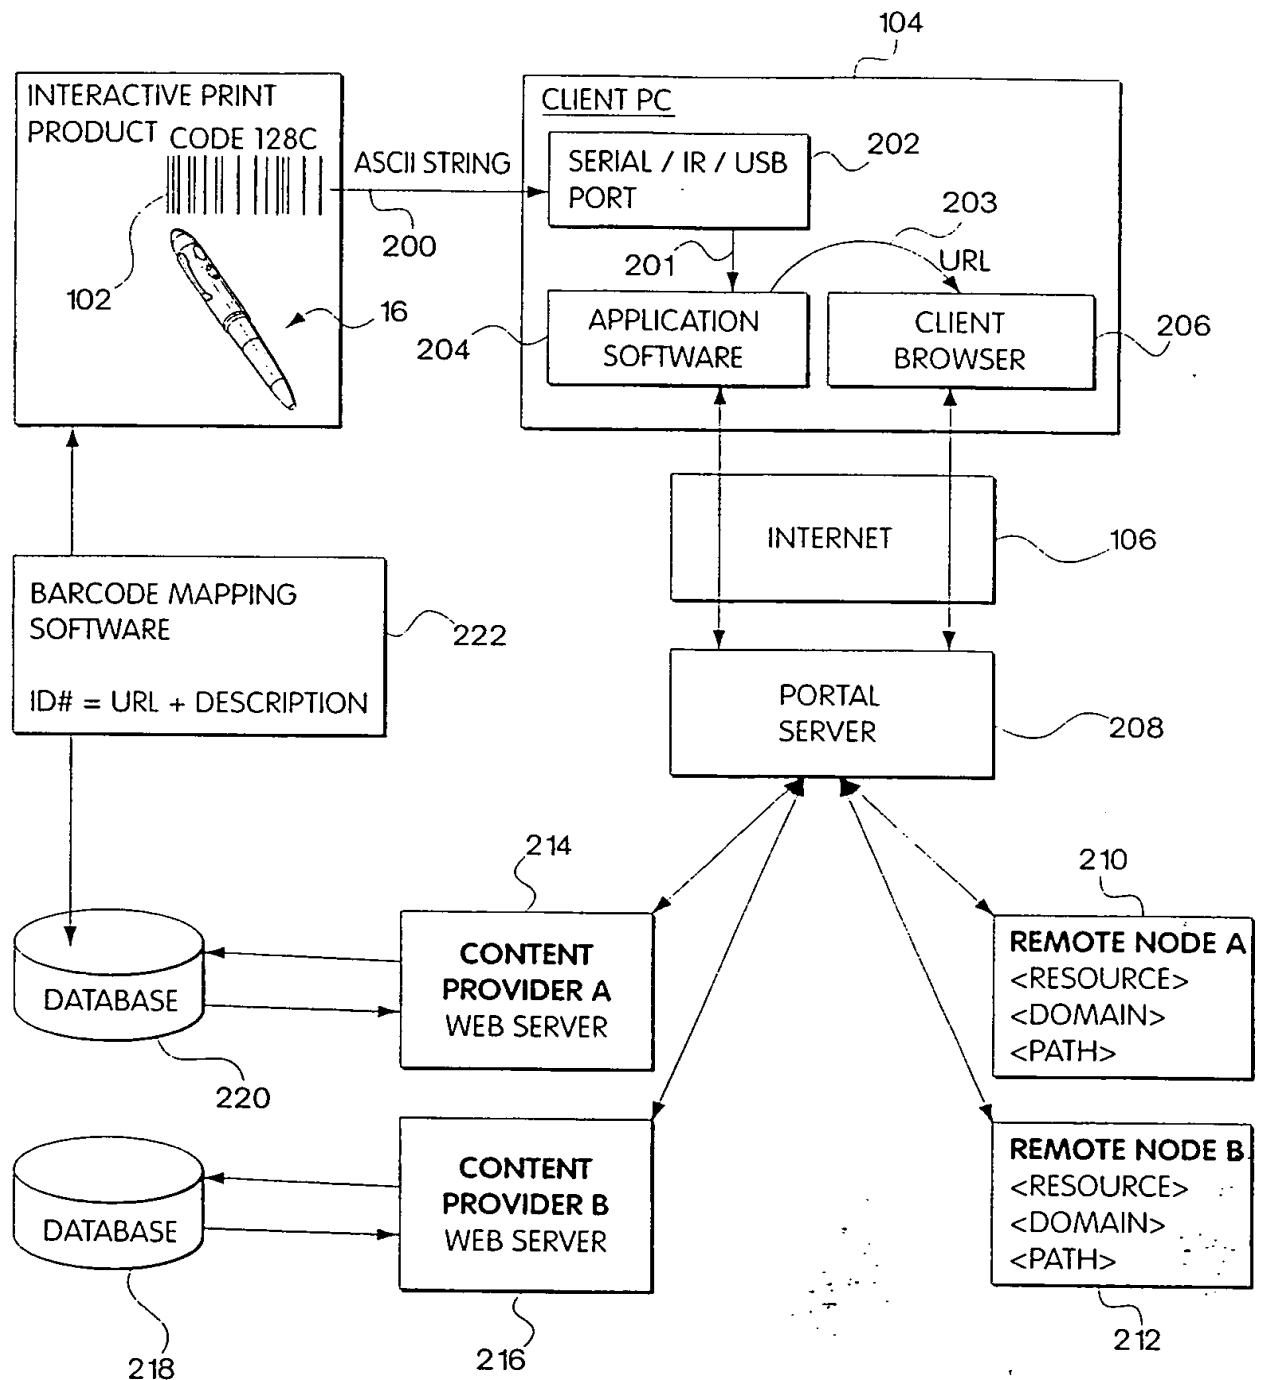 104
INTERACTIVE PRINT
PRODUCT
CODE 128C
102
16
ASCII STRING
200
CLIENT PC
SERIAL / IR / USB
PORT
202
201
203
URL
APPLICATION
SOFTWARE
204
CLIENT
BROWSER
206
INTERNET
106
BARCODE MAPPING
SOFTWARE
ID# = URL + DESCRIPTION
222
PORTAL
SERVER
208
214
210
DATABASE
220
CONTENT
PROVIDER A
WEB SERVER
REMOTE NODE A
<RESOURCE>
<DOMAIN>
<PATH>
DATABASE
218
CONTENT
PROVIDER B
WEB SERVER
216
REMOTE NODE B
<RESOURCE>
<DOMAIN>
<PATH>
212